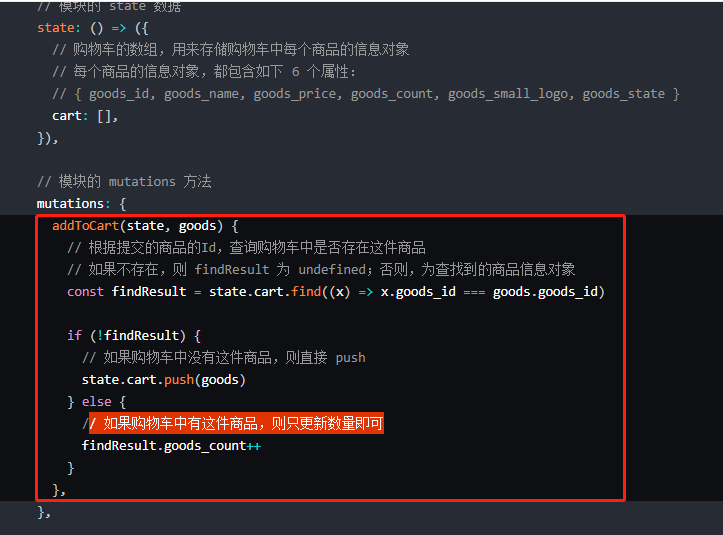 // 模块的 state 数据
state: () => ({
// 购物车的数组，用来存储购物车中每个商品的信息对象
// 每个商品的信息对象，都包含如下 6 个属性：
// { goods_id, goods_name, goods_price, goods_count, goods_small_logo, goods_state }
cart: [],
}),
// 模块的 mutations 方法
mutations: {
addToCart(state, goods) {
// 根据提交的商品的Id，查询购物车中是否存在这件商品
// 如果不存在，则 findResult 为 undefined；否则，为查找到的商品信息对象
const findResult = state.cart.find((x) => x.goods_id === goods.goods_id)
if (!findResult) {
// 如果购物车中没有这件商品，则直接 push
state.cart.push(goods)
} else {
// 如果购物车中有这件商品，则只更新数量即可
findResult.goods_count++
}
},
},